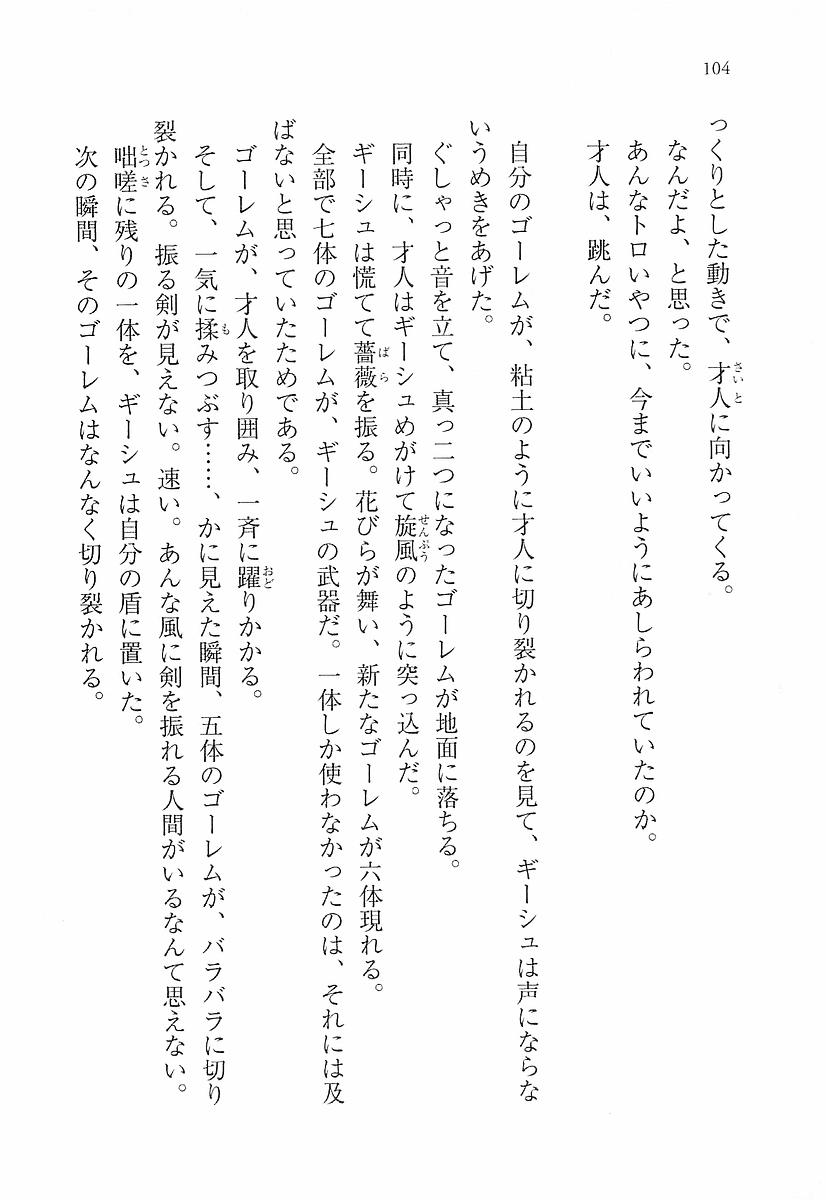 104
っくりとした動きで、才人に向かってくる。
なんだよ、と思った。
あんなトロいやつに、今までいいようにあしらわれていたのか。
才人は、跳んだ。
自分のゴーレムが、粘土のように才人に切り裂かれるのを見て、ギーシュは声にならな
いうめきをあげた。
ぐしゃっと音を立て、真っ二つになったゴーレムが地面に落ちる。
同時に、才人はギーシュめがけて旋風のように突っ込んだ。
ギーシュは慌てて薔薇を振る。花びらが舞い、新たなゴーレムが六体現れる。
全部で七体のゴーレムが、ギーシュの武器だ。一体しか使わなかったのは、それには及
ばないと思っていたためである。
ゴーレムが、才人を取り囲み、一斉に躍りかかる。
そして、一気に揉みつぶす……、かに見えた瞬間、五体のゴーレムが、バラバラに切り
裂かれる。振る剣が見えない。速い。あんな風に剣を振れる人間がいるなんて思えない。
咄嗟に残りの一体を、ギーシュは自分の盾に置いた。
次の瞬間、そのゴーレムはなんなく切り裂かれる。